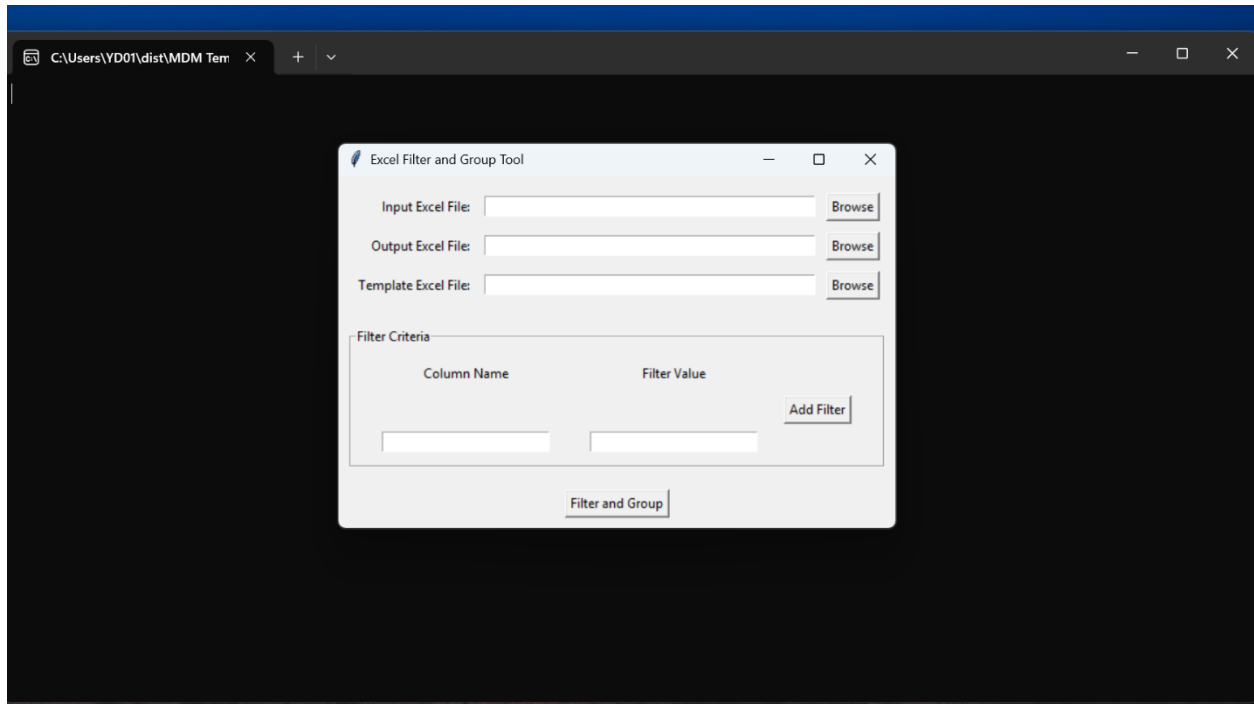 C:\Users\YD01\dist\MDM Tem
Excel Filter and Group Tool
Input Excel File:
Browse
Output Excel File:
Browse
Template Excel File:
Browse
Filter Criteria
Column Name
Filter Value
Add Filter
Filter and Group